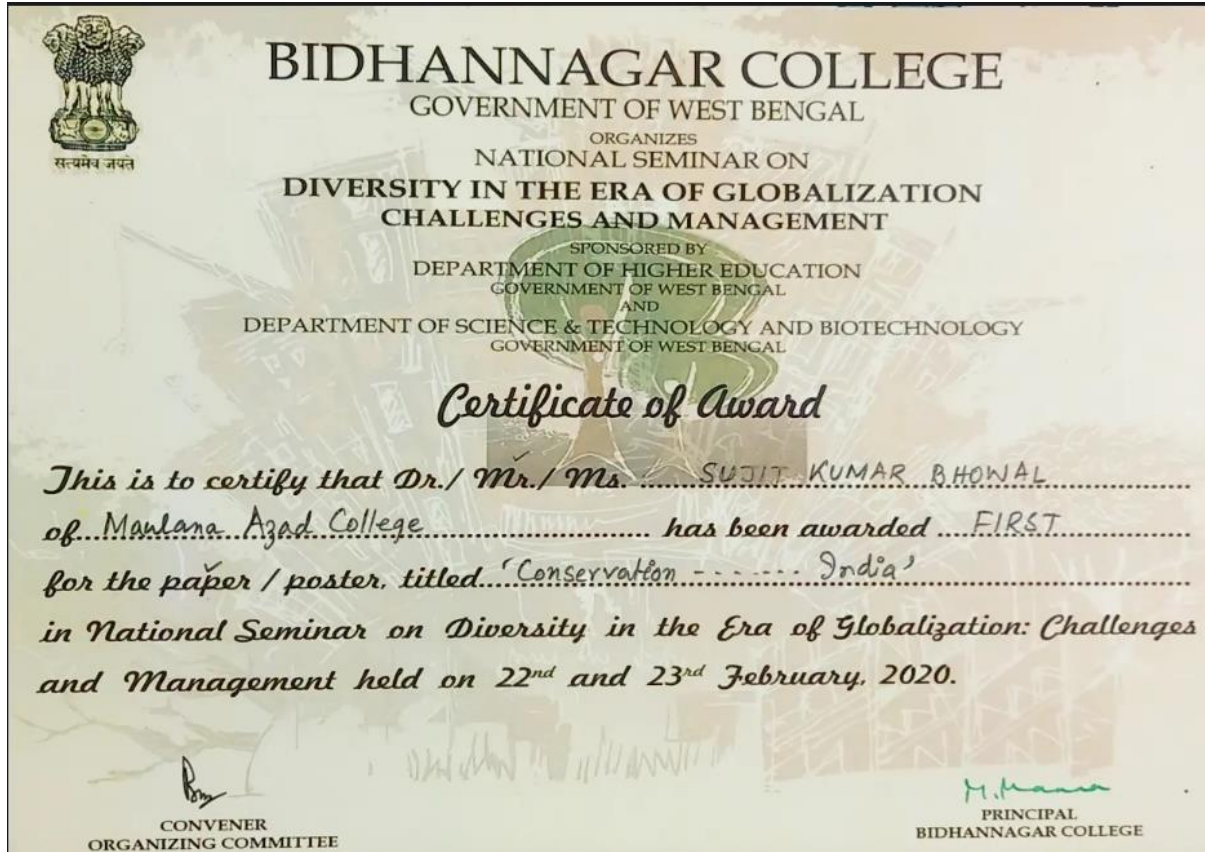 सत्यमेव जयते
BIDHANNAGAR COLLEGE
GOVERNMENT OF WEST BENGAL
ORGANIZES
NATIONAL SEMINAR ON
DIVERSITY IN THE ERA OF GLOBALIZATION
CHALLENGES AND MANAGEMENT
SPONSORED BY
DEPARTMENT OF HIGHER EDUCATION
GOVERNMENT OF WEST BENGAL
AND
DEPARTMENT OF SCIENCE & TECHNOLOGY AND BIOTECHNOLOGY
GOVERNMENT OF WEST BENGAL
Certificate of Award
This is to certify that Dr./ Mr./ Ms. SUJIT KUMAR BHOWAL
of Maulana Azad College has been awarded FIRST
for the paper / poster, titled 'Conservation ------- India'
in National Seminar on Diversity in the Era of Globalization: Challenges
and Management held on 22nd and 23rd February, 2020.
CONVENER
ORGANIZING COMMITTEE
PRINCIPAL
BIDHANNAGAR COLLEGE